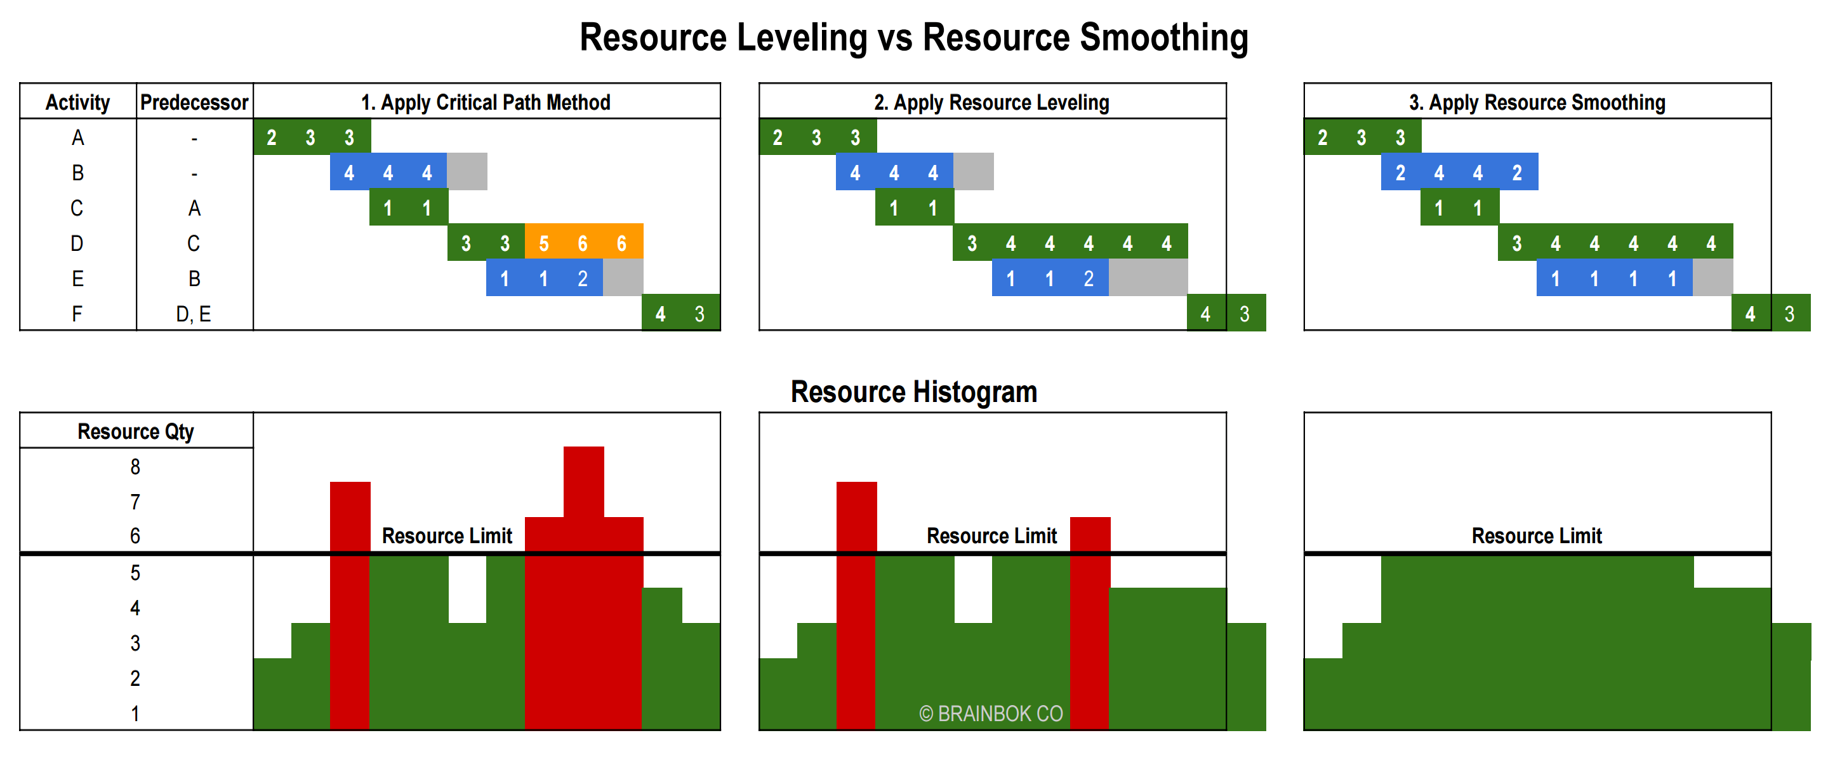 Resource Leveling vs Resource Smoothing
Activity Predecessor 1. Apply Critical Path Method 2. Apply Resource Leveling 3. Apply Resource Smoothing
A - 2 3 3 2 3 3 2 3 3
B - 4 4 4 4 4 4 2 4 4 2
C A 1 1 1 1 1 1
D C 3 3 5 6 6 3 4 4 4 4 4 3 4 4 4 4 4
E B 1 1 2 1 1 2 1 1 1 1
F D, E 4 3 4 3 4 3
Resource Histogram
Resource Qty
8
7
6 Resource Limit Resource Limit Resource Limit
5
4
3
2
1 © BRAINBOK CO